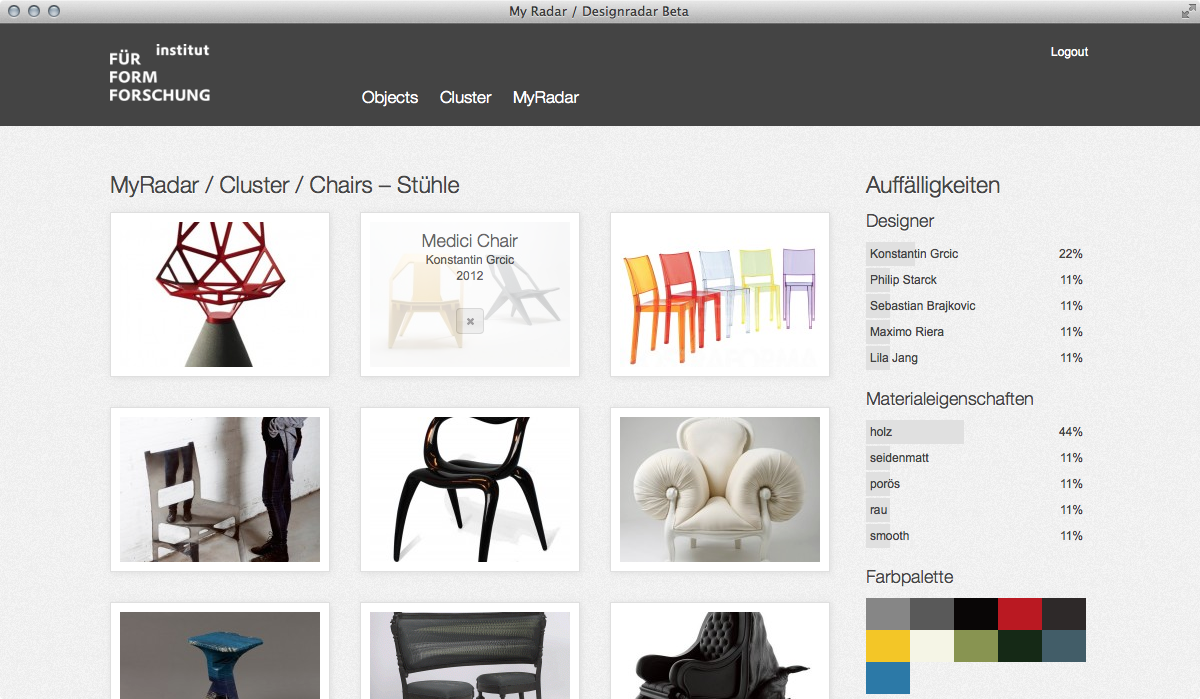 My Radar / Designradar Beta
institut
FÜR
FORM
FORSCHUNG
Logout
Objects Cluster MyRadar
MyRadar / Cluster / Chairs – Stühle
Medici Chair
Konstantin Grcic
2012
Auffälligkeiten
Designer
Konstantin Grcic 22%
Philip Starck 11%
Sebastian Brajkovic 11%
Maximo Riera 11%
Lila Jang 11%
Materialeigenschaften
holz 44%
seidenmatt 11%
porös 11%
rau 11%
smooth 11%
Farbpalette